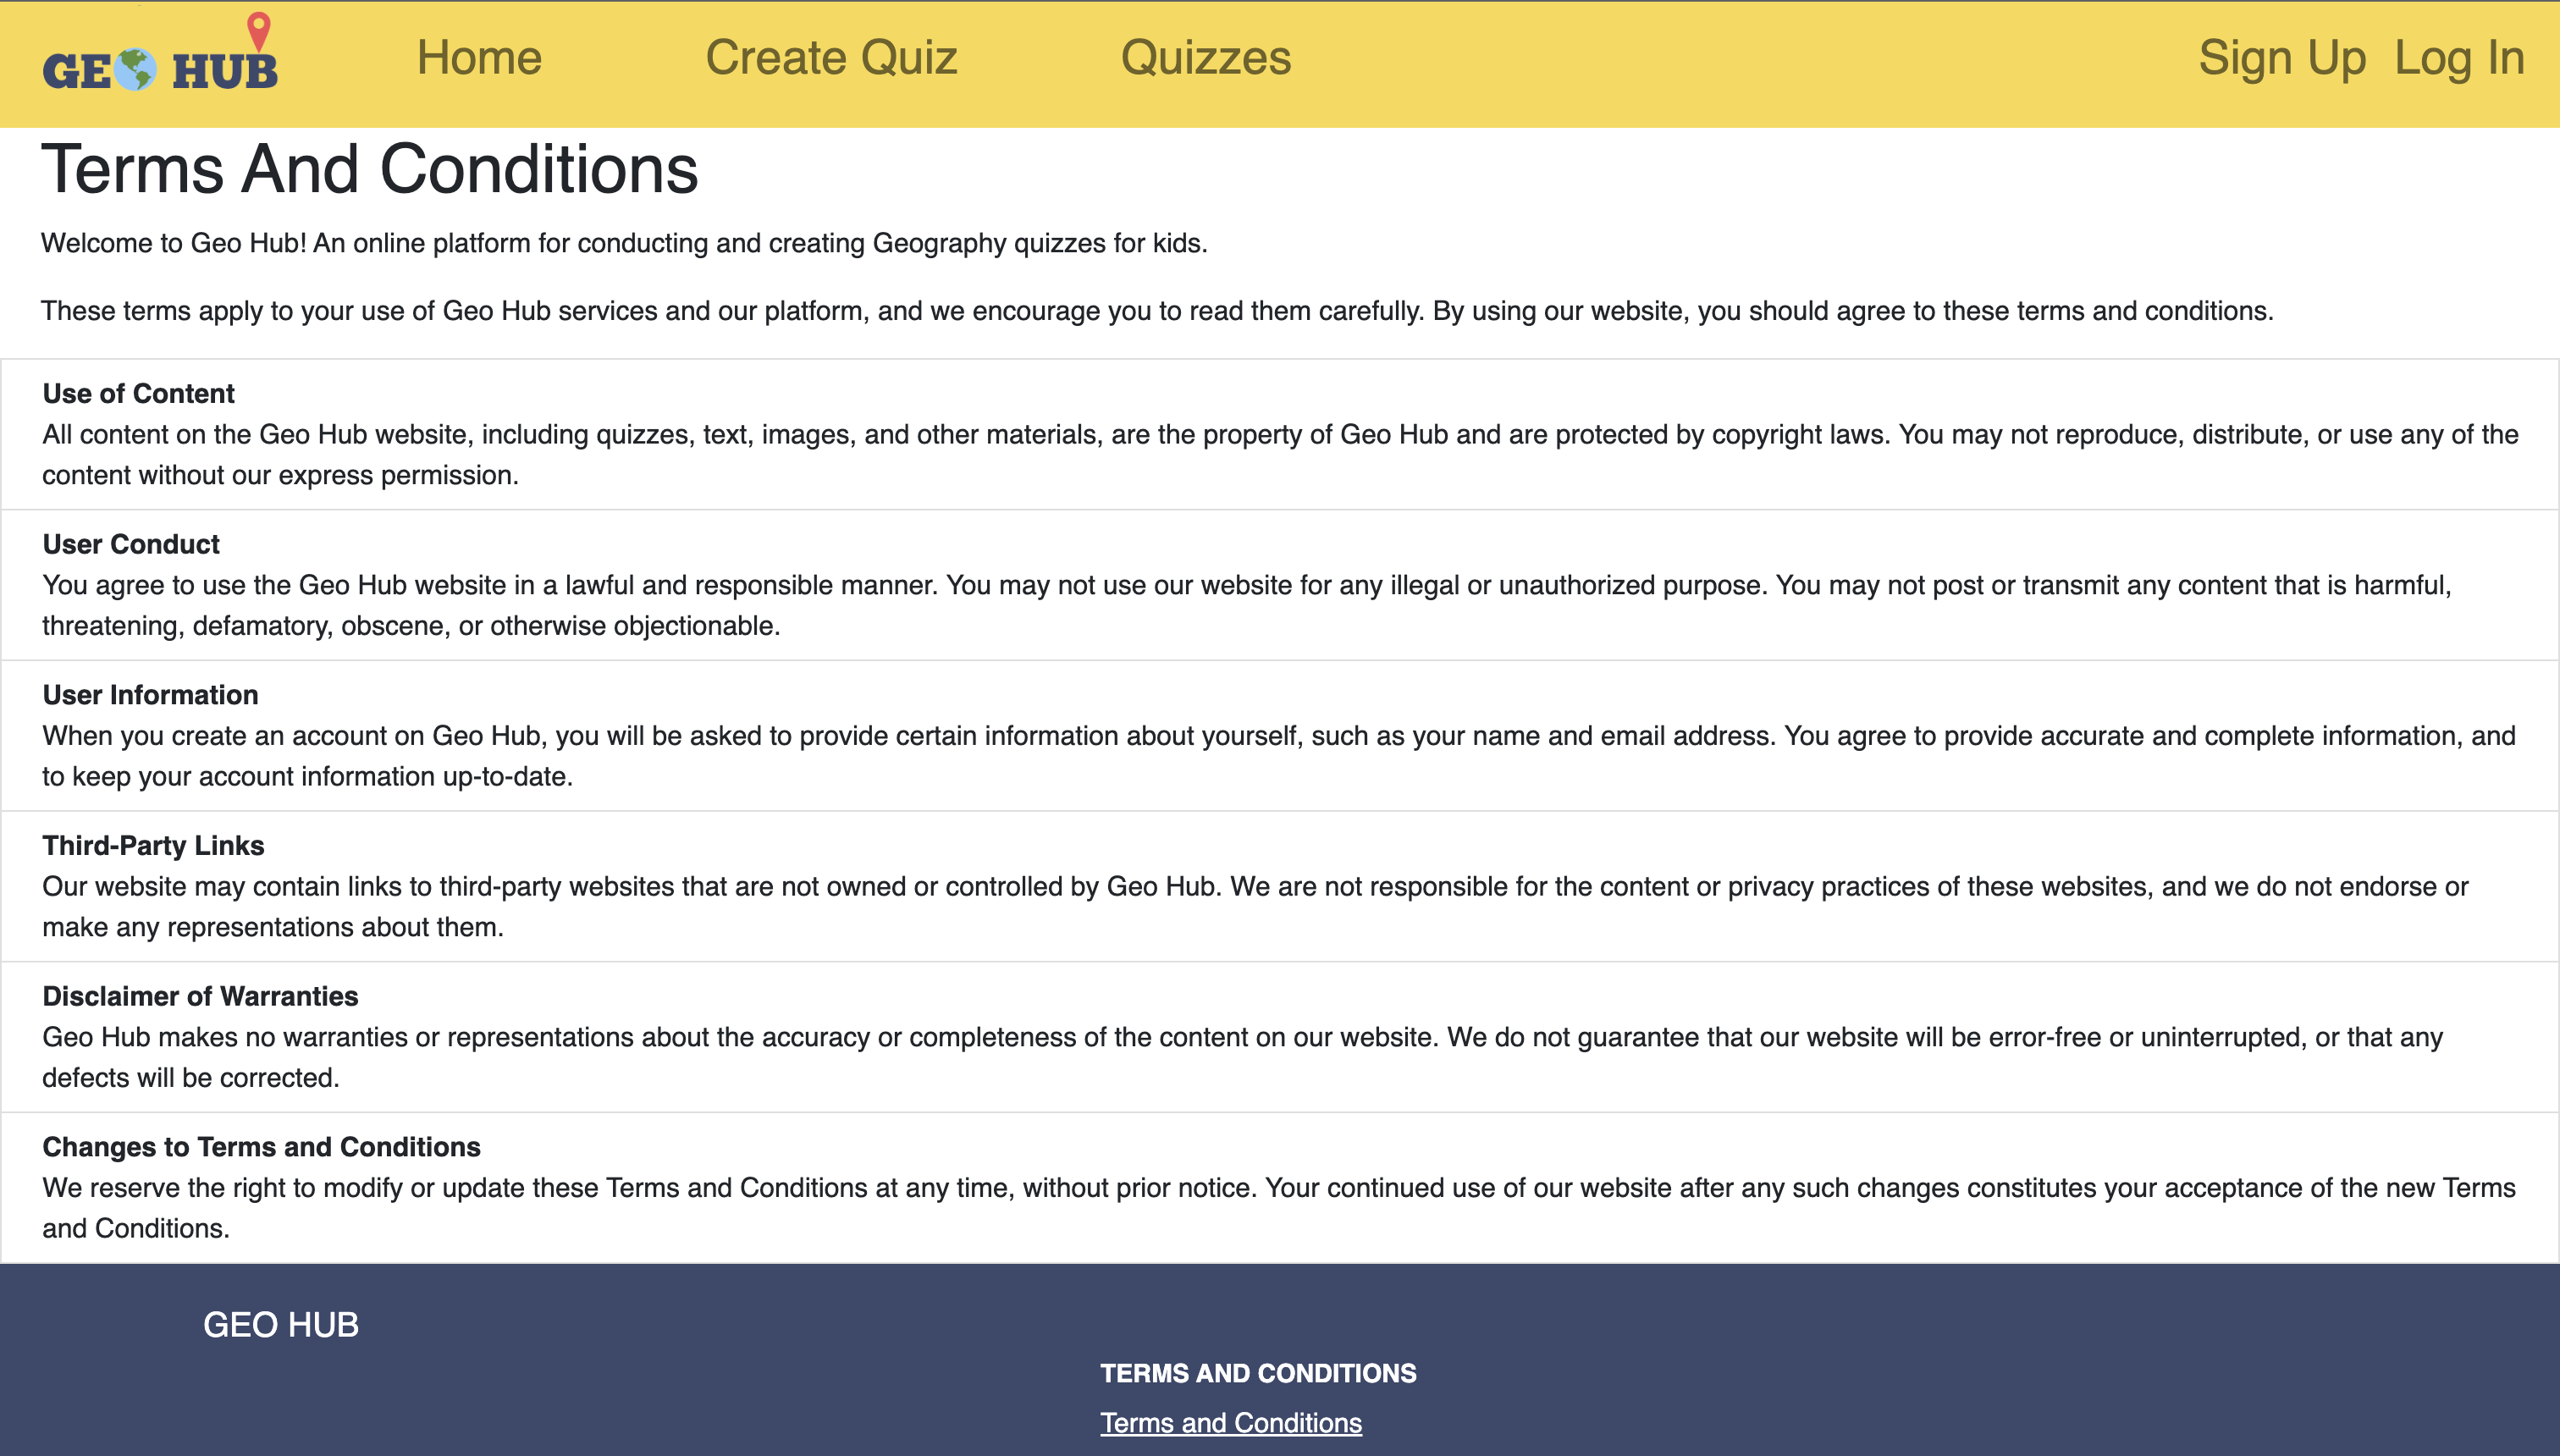 GEO HUB
Home
Create Quiz
Quizzes
Sign Up
Log In
Terms And Conditions
Welcome to Geo Hub! An online platform for conducting and creating Geography quizzes for kids.
These terms apply to your use of Geo Hub services and our platform, and we encourage you to read them carefully. By using our website, you should agree to these terms and conditions.
Use of Content
All content on the Geo Hub website, including quizzes, text, images, and other materials, are the property of Geo Hub and are protected by copyright laws. You may not reproduce, distribute, or use any of the
content without our express permission.
User Conduct
You agree to use the Geo Hub website in a lawful and responsible manner. You may not use our website for any illegal or unauthorized purpose. You may not post or transmit any content that is harmful,
threatening, defamatory, obscene, or otherwise objectionable.
User Information
When you create an account on Geo Hub, you will be asked to provide certain information about yourself, such as your name and email address. You agree to provide accurate and complete information, and
to keep your account information up-to-date.
Third-Party Links
Our website may contain links to third-party websites that are not owned or controlled by Geo Hub. We are not responsible for the content or privacy practices of these websites, and we do not endorse or
make any representations about them.
Disclaimer of Warranties
Geo Hub makes no warranties or representations about the accuracy or completeness of the content on our website. We do not guarantee that our website will be error-free or uninterrupted, or that any
defects will be corrected.
Changes to Terms and Conditions
We reserve the right to modify or update these Terms and Conditions at any time, without prior notice. Your continued use of our website after any such changes constitutes your acceptance of the new Terms
and Conditions.
GEO HUB
TERMS AND CONDITIONS
Terms and Conditions